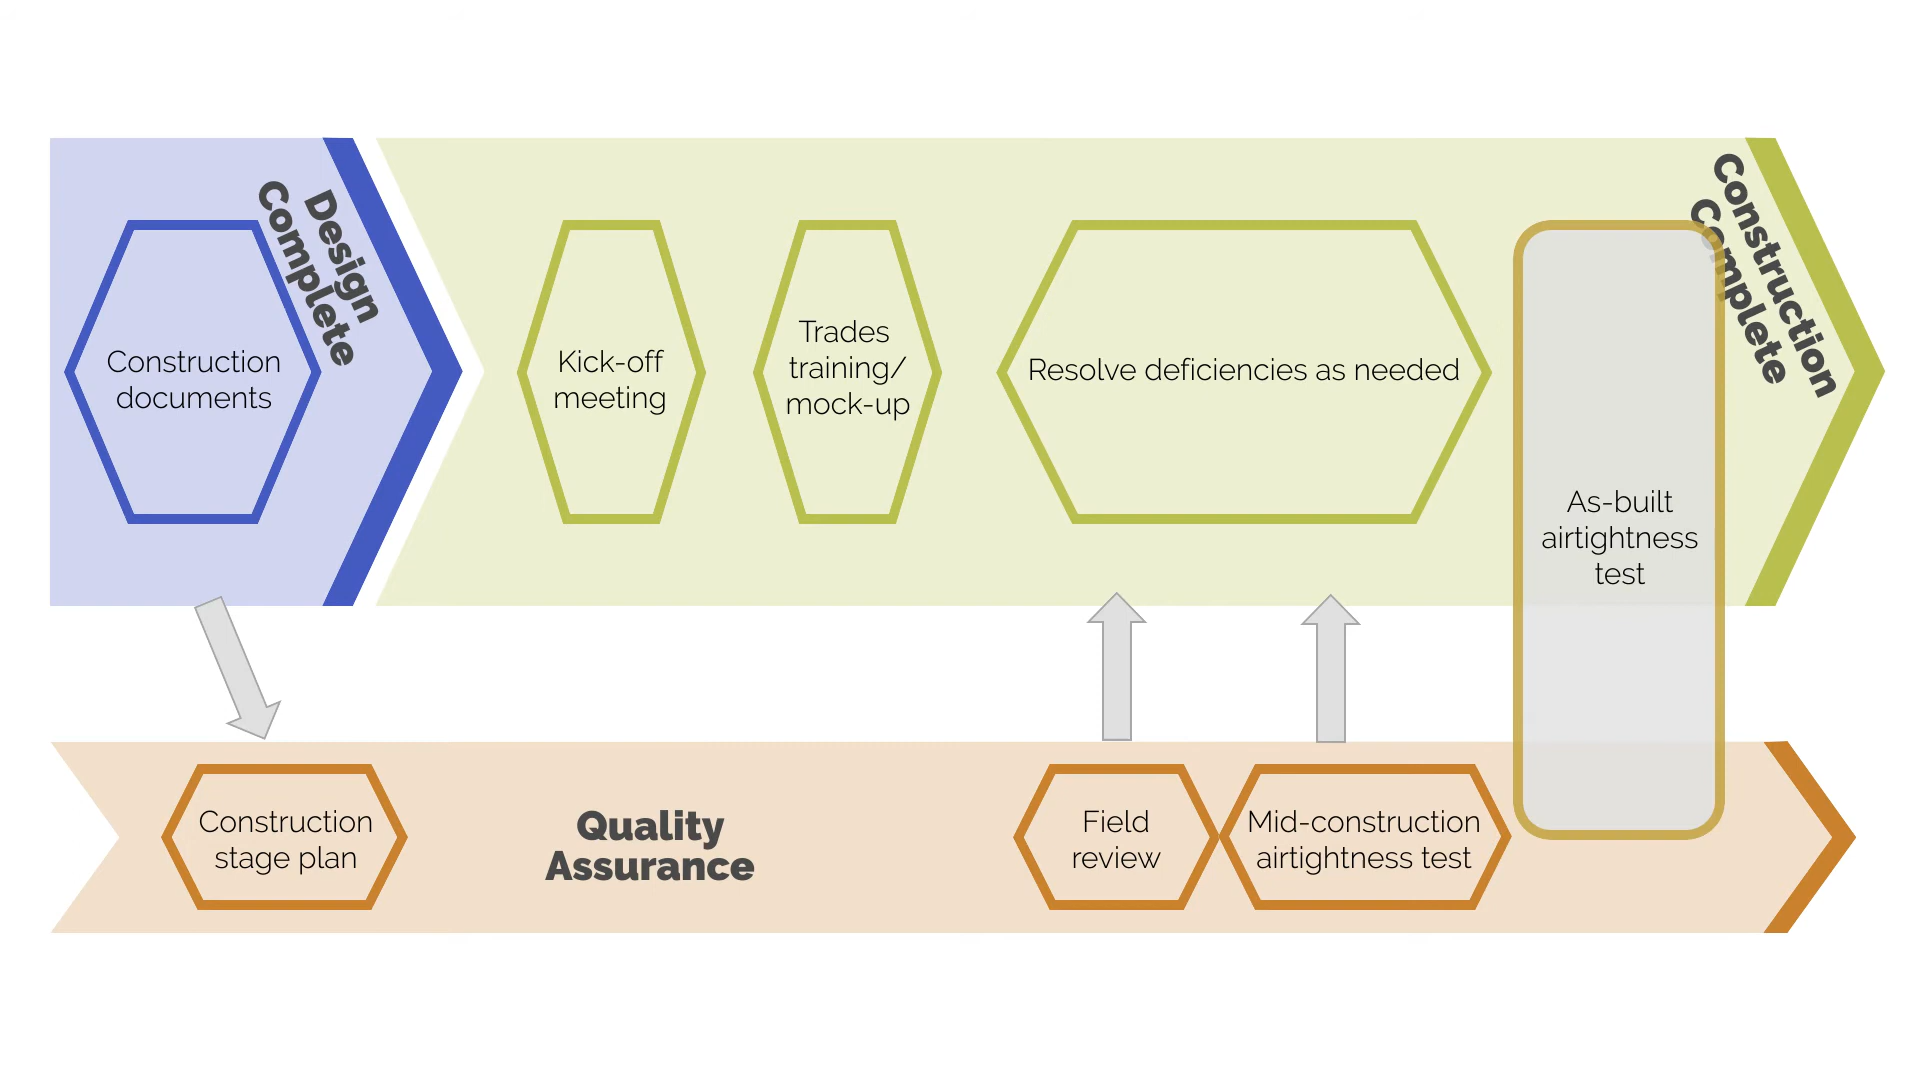 Design
Complete
Construction
documents
Kick-off
meeting
Trades
training/
mock-up
Resolve deficiencies as needed
Construction
Complete
As-built
airtightness
test
Construction
stage plan
Quality
Assurance
Field
review
Mid-construction
airtightness test